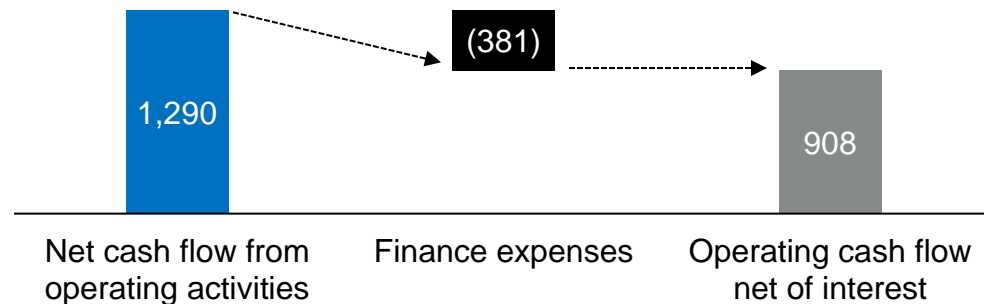 (381)
1,290
908
Net cash flow from
operating activities
Finance expenses
Operating cash flow
net of interest